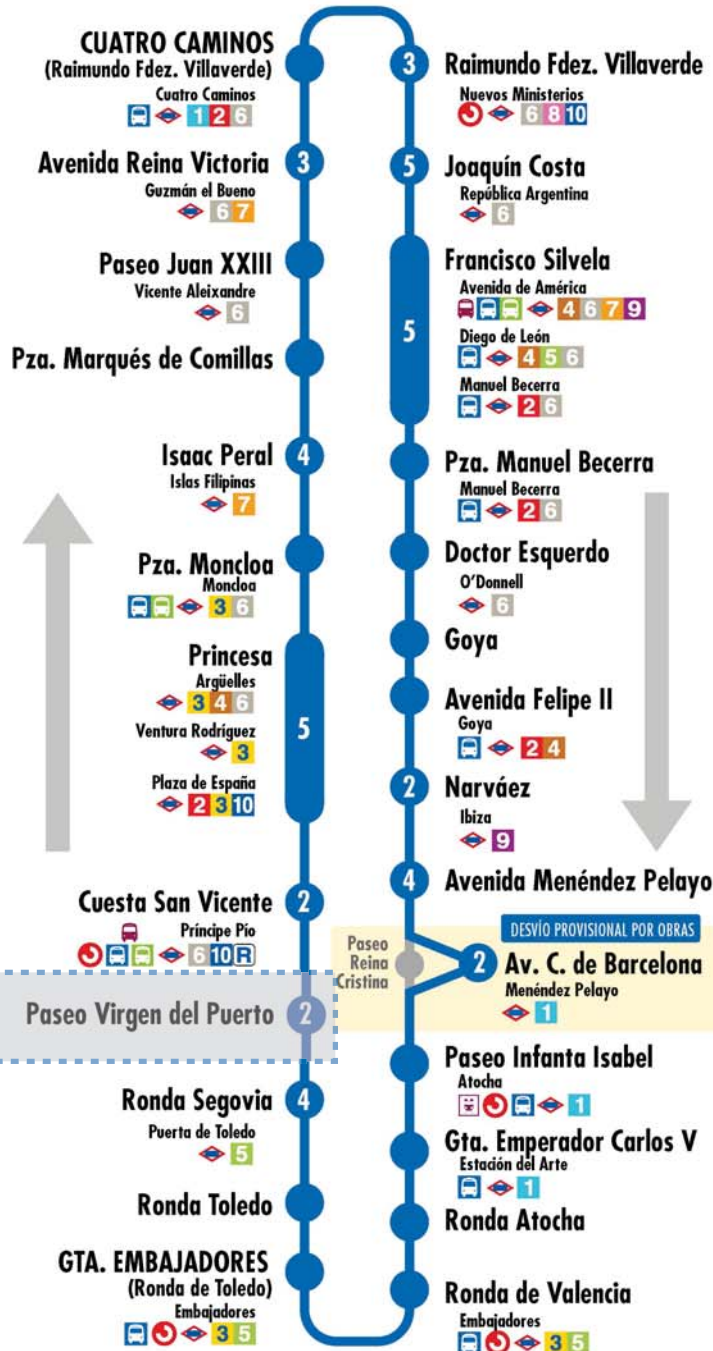 CUATRO CAMINOS
(Raimundo Fdez. Villaverde)
Cuatro Caminos
1 2 6
Avenida Reina Victoria 3
Guzmán el Bueno
6 7
Paseo Juan XXIII
Vicente Aleixandre
6
Pza. Marqués de Comillas
Isaac Peral 4
Islas Filipinas
7
Pza. Moncloa
Moncloa
3 6
Princesa
Argüelles
3 4 6
5
Ventura Rodríguez
3
Plaza de España
2 3 10
Cuesta San Vicente 2
Príncipe Pío
6 10 R
Paseo Virgen del Puerto 2
Ronda Segovia 4
Puerta de Toledo
5
Ronda Toledo
GTA. EMBAJADORES
(Ronda de Toledo)
Embajadores
3 5
3 Raimundo Fdez. Villaverde
Nuevos Ministerios
6 8 10
5 Joaquín Costa
República Argentina
6
Francisco Silvela
Avenida de América
4 6 7 9
5
Diego de León
4 5 6
Manuel Becerra
2 6
Pza. Manuel Becerra
Manuel Becerra
2 6
Doctor Esquerdo
O'Donnell
6
Goya
Avenida Felipe II
Goya
2 4
2 Narváez
Ibiza
9
4 Avenida Menéndez Pelayo
DESVÍO PROVISIONAL POR OBRAS
Paseo
Reina
Cristina
2 Av. C. de Barcelona
Menéndez Pelayo
1
Paseo Infanta Isabel
Atocha
1
Gta. Emperador Carlos V
Estación del Arte
1
Ronda Atocha
Ronda de Valencia
Embajadores
3 5